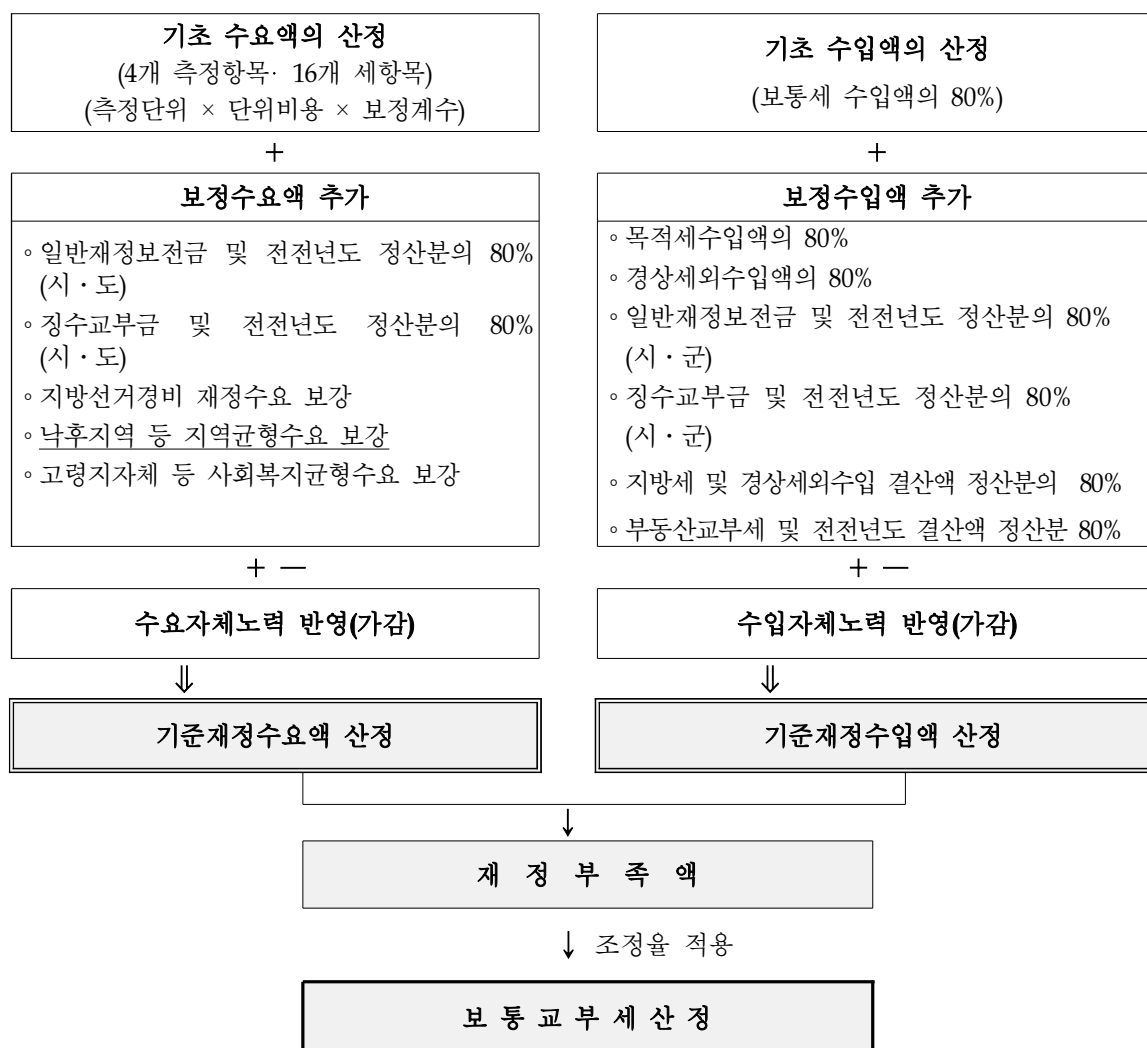 기초 수요액의 산정
(4개 측정항목· 16개 세항목)
(측정단위 × 단위비용 × 보정계수)
+
보정수요액 추가
◦일반재정보전금 및 전전년도 정산분의 80%
(시·도)
◦징수교부금 및 전전년도 정산분의 80%
(시·도)
◦지방선거경비 재정수요 보강
◦낙후지역 등 지역균형수요 보강
◦고령지자체 등 사회복지균형수요 보강
+ －
수요자체노력 반영(가감)
⇓
기준재정수요액 산정
기초 수입액의 산정
(보통세 수입액의 80%)
+
보정수입액 추가
◦목적세수입액의 80%
◦경상세외수입액의 80%
◦일반재정보전금 및 전전년도 정산분의 80%
(시·군)
◦징수교부금 및 전전년도 정산분의 80%
(시·군)
◦지방세 및 경상세외수입 결산액 정산분의 80%
◦부동산교부세 및 전전년도 결산액 정산분 80%
+ －
수입자체노력 반영(가감)
⇓
기준재정수입액 산정
↓
재 정 부 족 액
↓ 조정율 적용
보 통 교 부 세 산 정